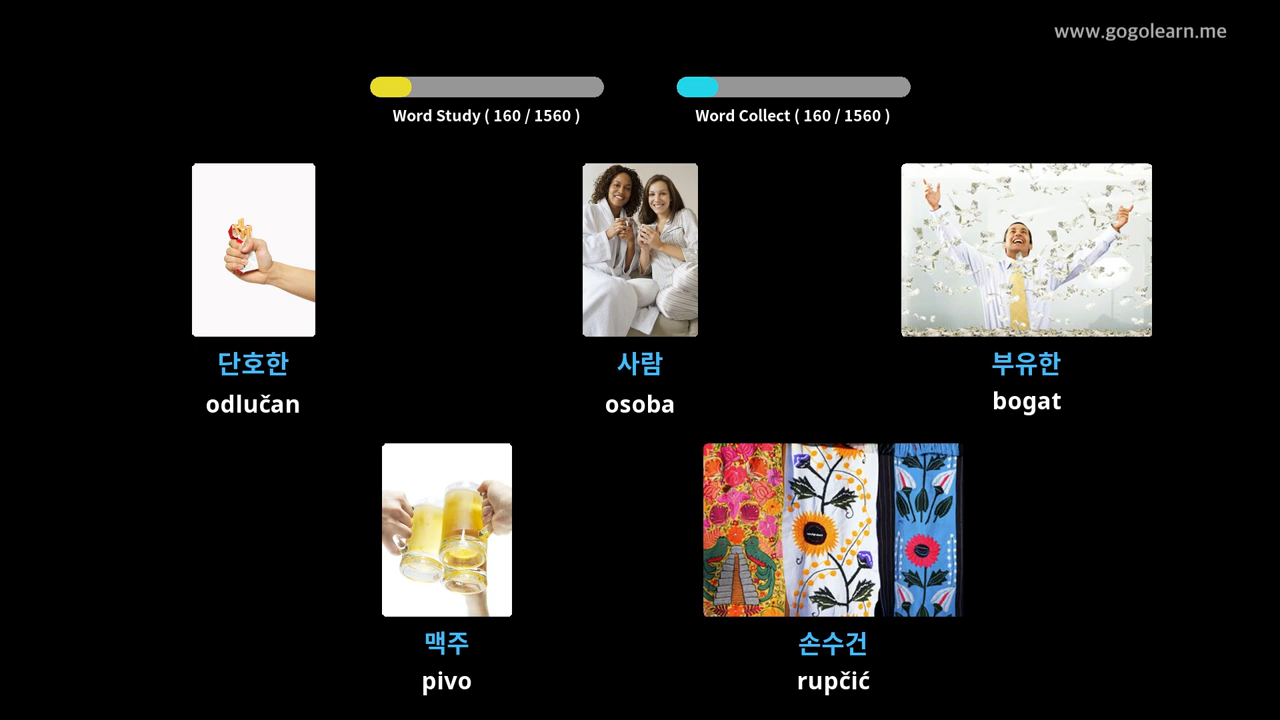 www.gogolearn.me
Word Study ( 160 / 1560 )
Word Collect ( 160 / 1560 )
단호한
odlučan
사람
osoba
부유한
bogat
맥주
pivo
손수건
rupčić